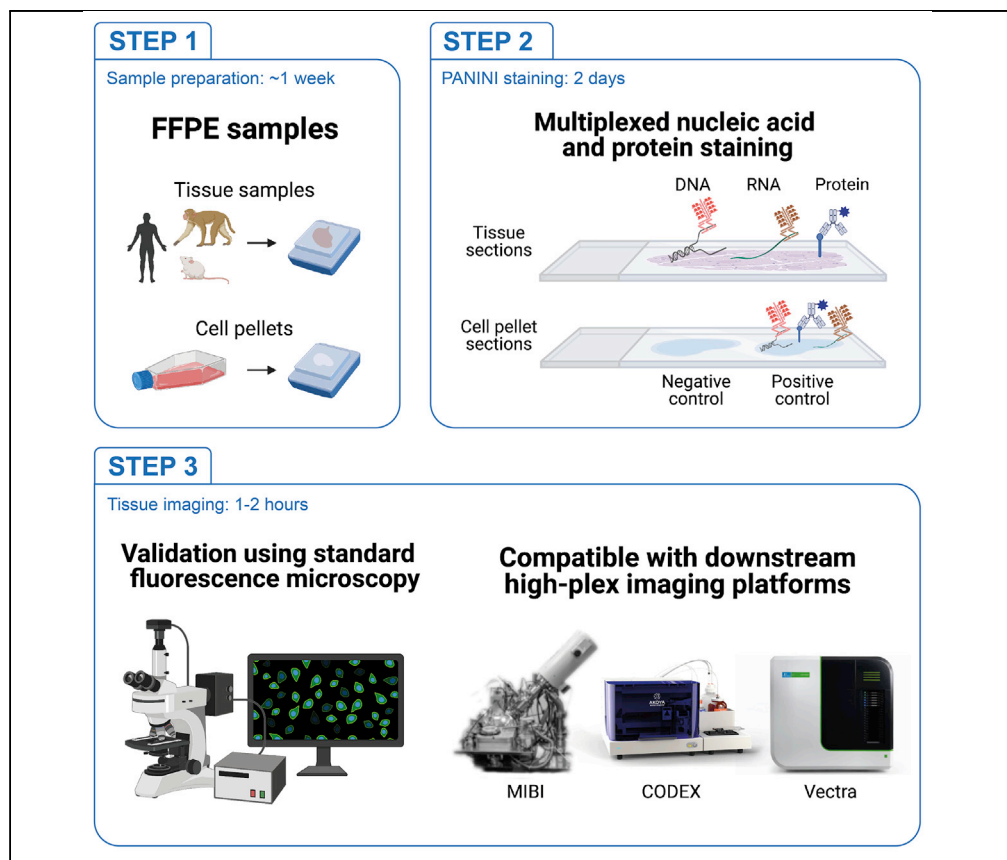 STEP 1
Sample preparation: ~1 week
FFPE samples
Tissue samples
Cell pellets
STEP 2
PANINI staining: 2 days
Multiplexed nucleic acid
and protein staining
DNA RNA Protein
Tissue
sections
Cell pellet
sections
Negative
control
Positive
control
STEP 3
Tissue imaging: 1-2 hours
Validation using standard
fluorescence microscopy
Compatible with downstream
high-plex imaging platforms
AKOYA
MIBI
CODEX
Vectra